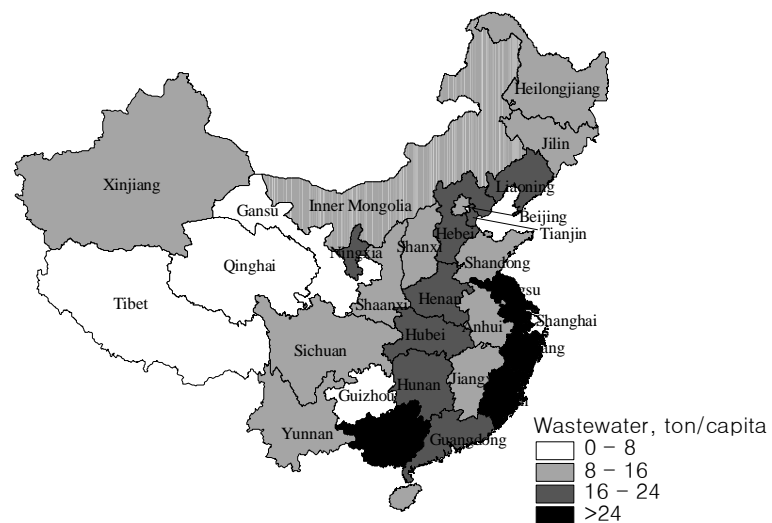 Heilongjiang
Jilin
Xinjiang
Liaoning
Inner Mongolia
Gansu
Beijing
Tianjin
Hebei
Shanxi
Ningxia
Qinghai
Shandong
Tibet
Henan
Shaanxi
Shanghai
Anhui
Hubei
Sichuan
Hunan
Guizhou
Yunnan
Guangdong
Wastewater, ton/capita
0 – 8
8 – 16
16 – 24
>24